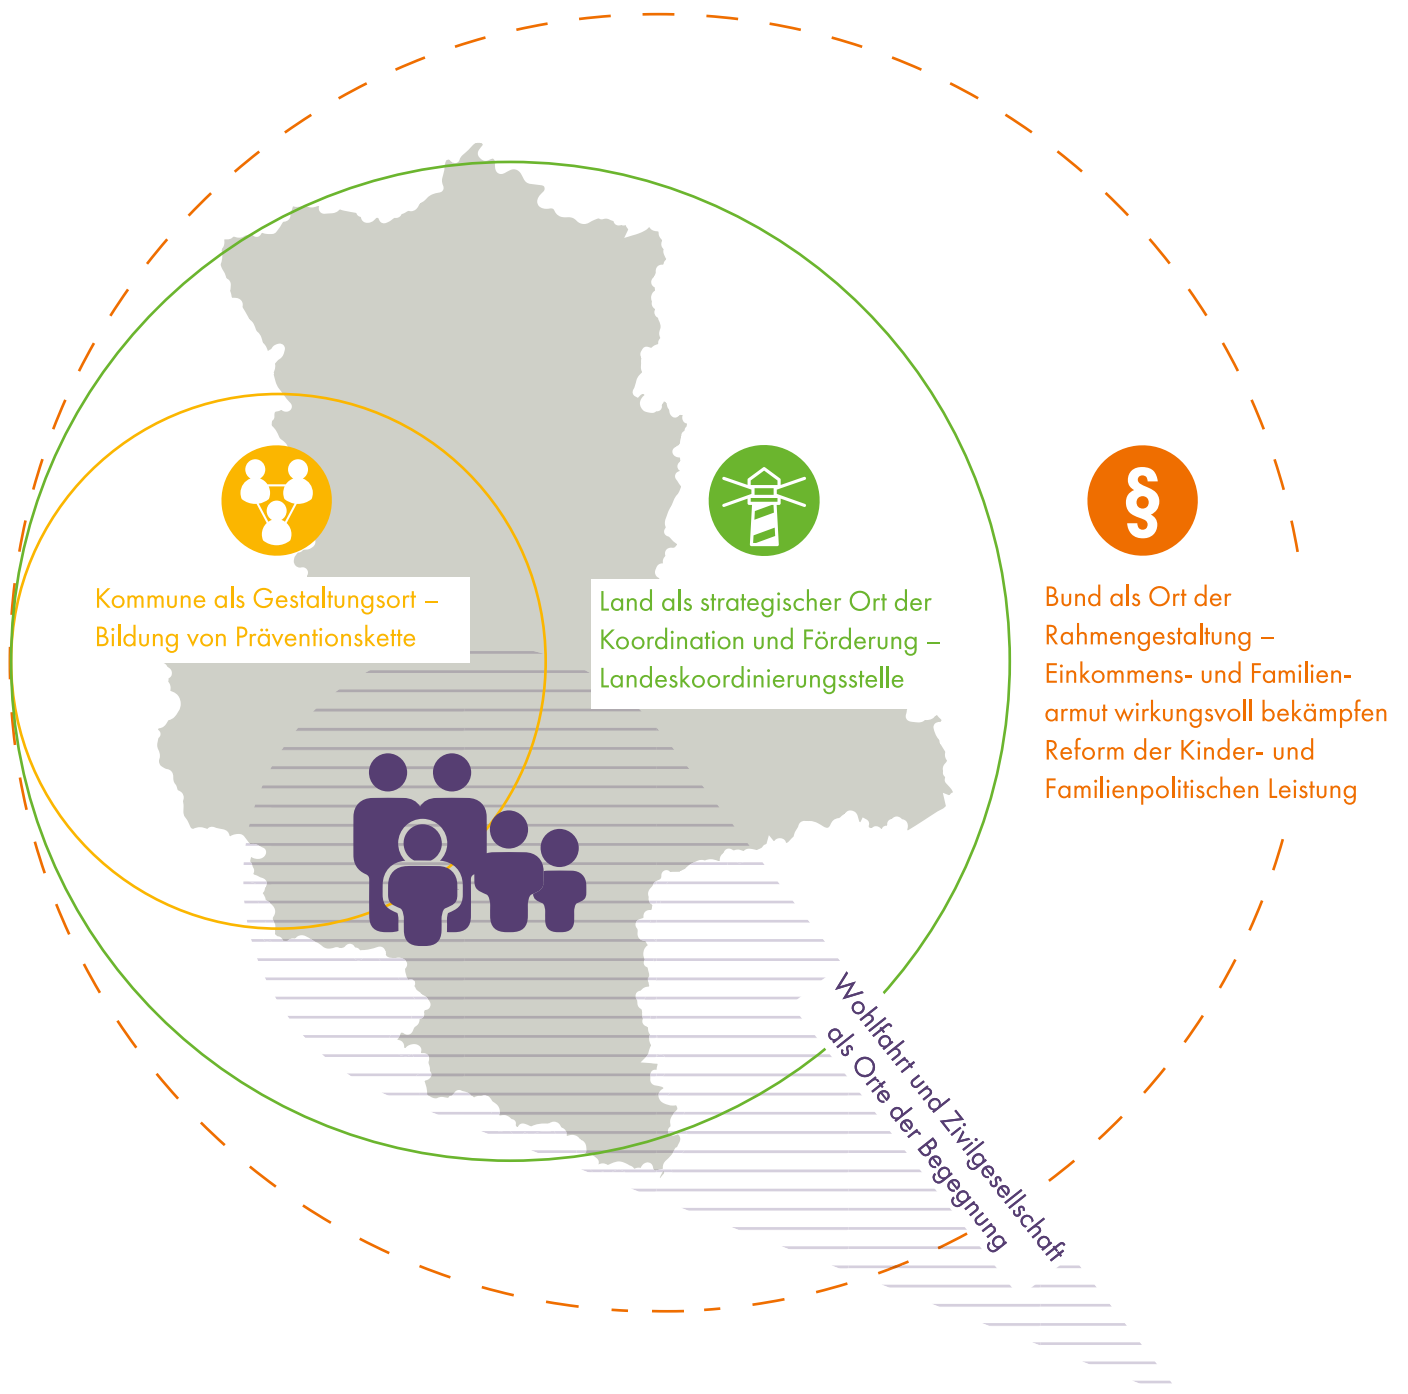 Kommune als Gestaltungsort –
Bildung von Präventionskette
Land als strategischer Ort der
Koordination und Förderung –
Landeskoordinierungsstelle
§
Bund als Ort der
Rahmengestaltung –
Einkommens- und Familien-
armut wirkungsvoll bekämpfen
Reform der Kinder- und
Familienpolitischen Leistung
Wohlfahrt und Zivilgesellschaft
als Orte der Begegnung